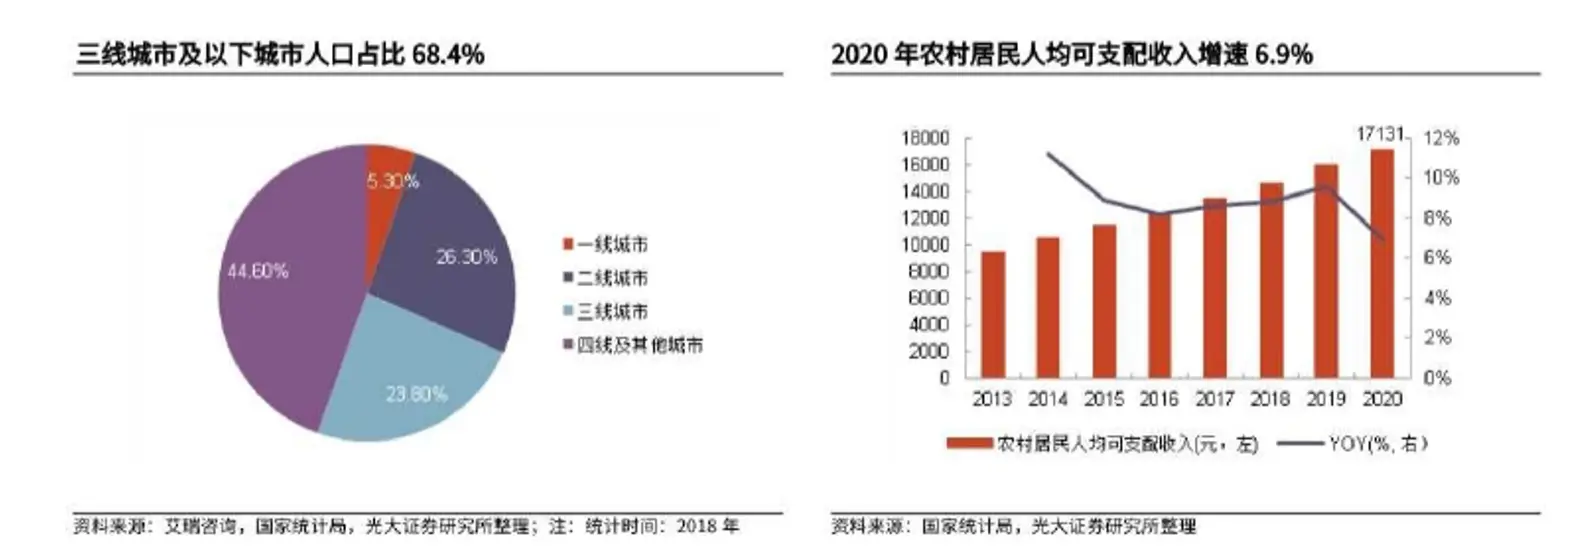 三线城市及以下城市人口占比 68.4%
5.30%
26.30%
44.60%
23.80%
一线城市
二线城市
三线城市
四线及其他城市
资料来源：艾瑞咨询，国家统计局，光大证券研究所整理；注：统计时间：2018 年
2020 年农村居民人均可支配收入增速 6.9%
17131
18000
16000
14000
12000
10000
8000
6000
4000
2000
0
12%
10%
8%
6%
4%
2%
0%
2013 2014 2015 2016 2017 2018 2019 2020
农村居民人均可支配收入(元，左) YOY(%, 右)
资料来源：国家统计局，光大证券研究所整理